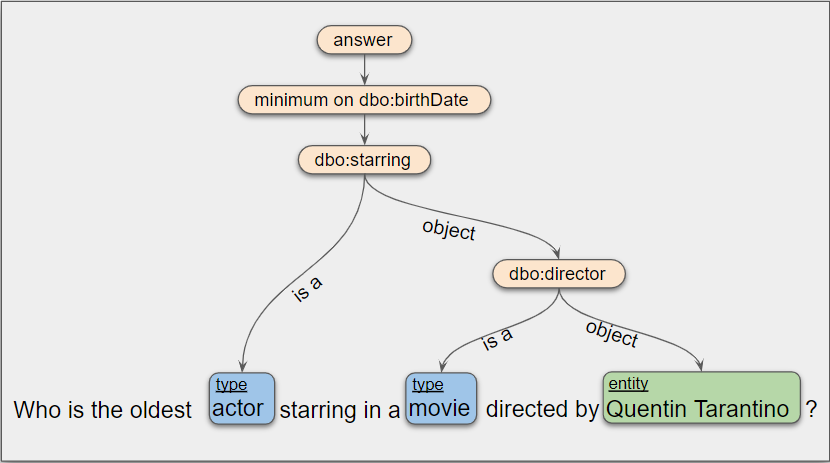 answer
minimum on dbo:birthDate
dbo:starring
object
dbo:director
is a
is a
object
type
type
entity
Who is the oldest actor starring in a movie directed by Quentin Tarantino ?